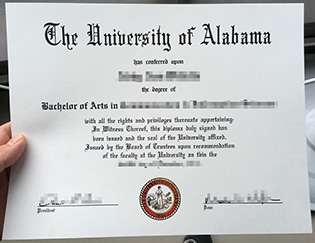 The University of Alabama
has conferred upon
the degree of
Bachelor of Arts in
with all the rights and privileges thereunto appertaining.
In Witness Thereof, this diploma duly signed has
been issued and the seal of the University affixed.
Issued by the Board of Trustees upon recommendation
of the faculty at the University on this the
President
Dean